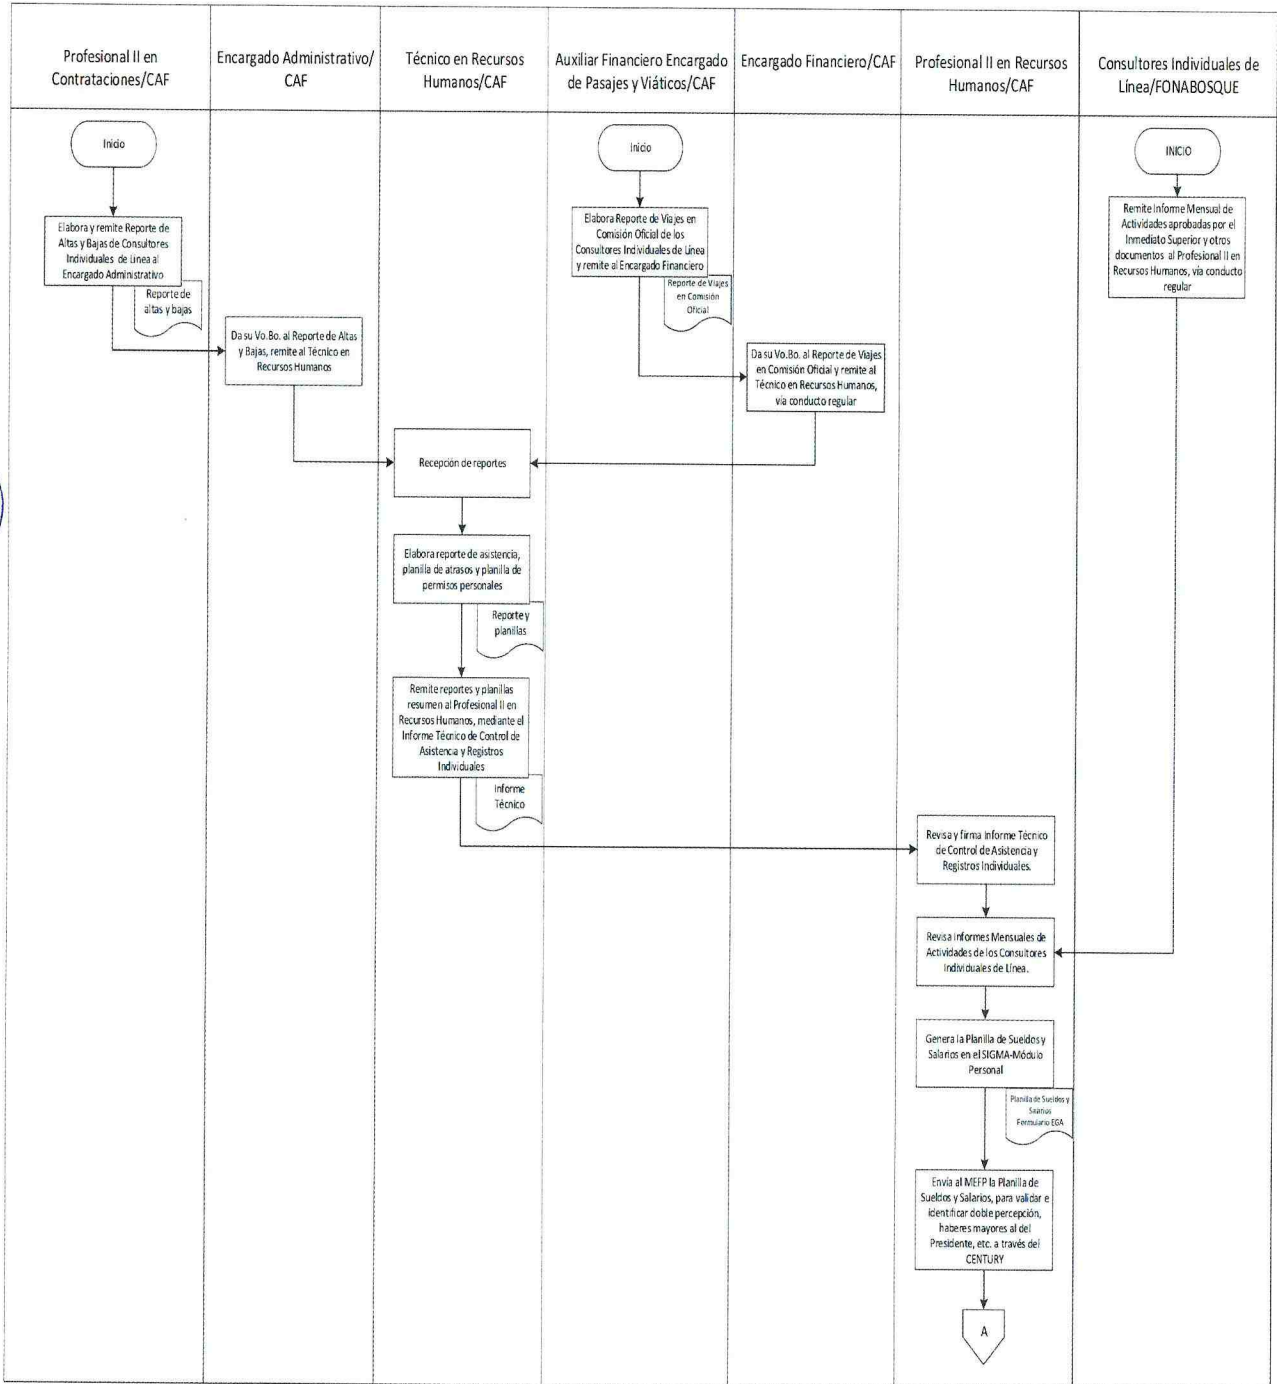 Profesional II en
Contrataciones/CAF
Encargado Administrativo/
CAF
Técnico en Recursos
Humanos/CAF
Auxiliar Financiero Encargado
de Pasajes y Viáticos/CAF
Encargado Financiero/CAF
Profesional II en Recursos
Humanos/CAF
Consultores Individuales de
Línea/FONABOSQUE
Inicio
Elabora y remite Reporte de
Altas y Bajas de Consultores
Individuales de Línea al
Encargado Administrativo
Reporte de
altas y bajas
Da su Vo.Bo. al Reporte de Altas
y Bajas, remite al Técnico en
Recursos Humanos
Inicio
Elabora Reporte de Viajes en
Comisión Oficial de los
Consultores Individuales de Línea
y remite al Encargado Financiero
Reporte de Viajes
en Comisión
Oficial
Da su Vo.Bo. al Reporte de Viajes
en Comisión Oficial y remite al
Técnico en Recursos Humanos,
vía conducto regular
INICIO
Remite Informe Mensual de
Actividades aprobadas por el
Inmediato Superior y otros
documentos al Profesional II en
Recursos Humanos, vía conducto
regular
Recepción de reportes
Elabora reporte de asistencia,
planilla de atrasos y planilla de
permisos personales
Reporte y
planillas
Remite reportes y planillas
resumen al Profesional II en
Recursos Humanos, mediante el
Informe Técnico de Control de
Asistencia y Registros
Individuales
Informe
Técnico
Revisa y firma Informe Técnico
de Control de Asistencia y
Registros Individuales.
Revisa Informes Mensuales de
Actividades de los Consultores
Individuales de Línea.
Genera la Planilla de Sueldos y
Salarios en el SIGMA-Módulo
Personal
Planilla de Sueldos y
Salarios
Formulario EGA
Envía al MEFP la Planilla de
Sueldos y Salarios, para validar e
identificar doble percepción,
haberes mayores al del
Presidente, etc. a través del
CENTURY
A